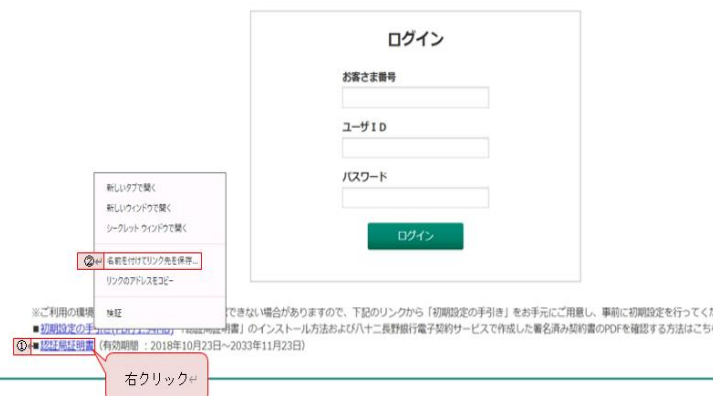 ログイン
お客さま番号
ユーザID
パスワード
ログイン
新しいタブで開く
新しいウィンドウで開く
シークレット ウィンドウで開く
② 名前を付けてリンク先を保存...
リンクのアドレスをコピー
検証
※ご利用の環境 できない場合がありますので、下記のリンクから「初期設定の手引き」をお手元にご用意し、事前に初期設定を行ってくだ
■初期設定の手引き(PDF/1.94MB) 「認証局証明書」のインストール方法および八十二長野銀行電子契約サービスで作成した署名済み契約書のPDFを確認する方法はこち
①■認証局証明書 (有効期間 : 2018年10月23日~2033年11月23日)
右クリック